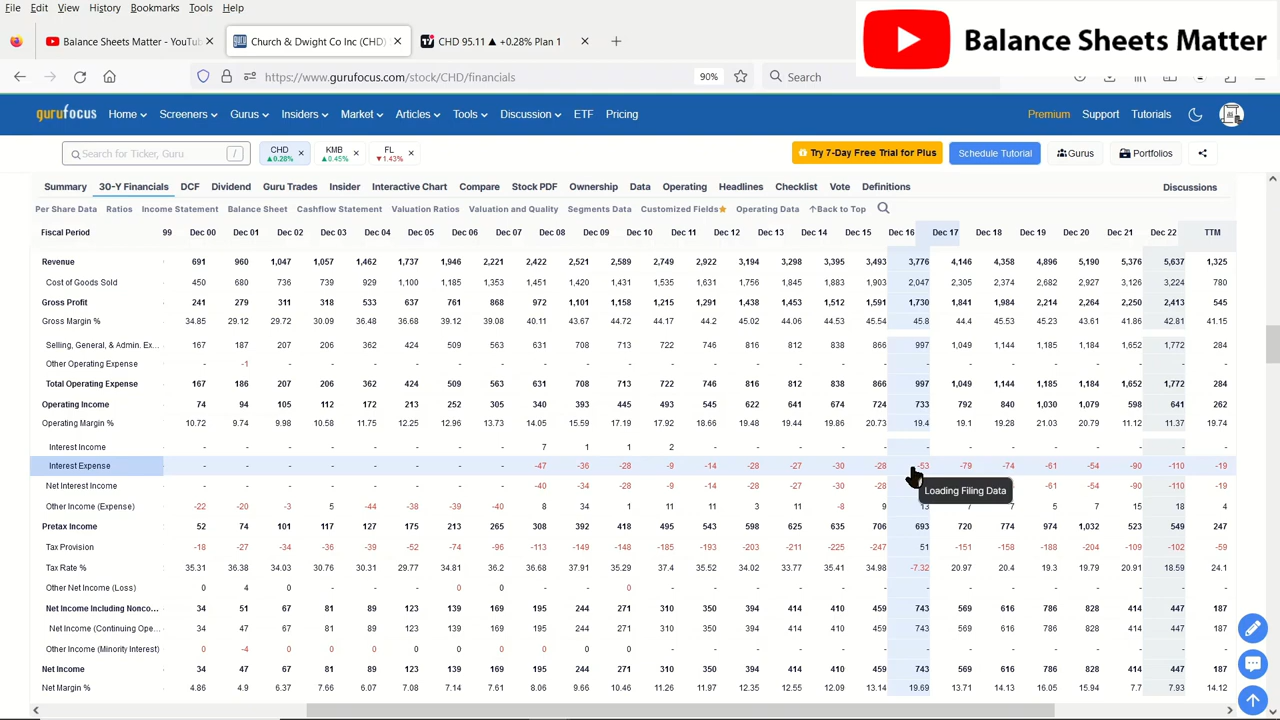 File Edit View History Bookmarks Tools Help
Balance Sheets Matter - YouTu
Church & Dwight Co Inc (CHD)
CHD 95.11 ▲ +0.28% Plan 1
Balance Sheets Matter
https://www.gurufocus.com/stock/CHD/financials
90%
Search
gurufocus
Home Screeners Gurus Insiders Market Articles Tools Discussion ETF Pricing
Premium Support Tutorials
Search for Ticker, Guru /
CHD ▲0.28%
KMB ▲0.45%
FL ▼1.43%
Try 7-Day Free Trial for Plus
Schedule Tutorial
Gurus
Portfolios
Summary 30-Y Financials DCF Dividend Guru Trades Insider Interactive Chart Compare Stock PDF Ownership Data Operating Headlines Checklist Vote Definitions Discussions
Per Share Data Ratios Income Statement Balance Sheet Cashflow Statement Valuation Ratios Valuation and Quality Segments Data Customized Fields Operating Data ↑Back to Top
Fiscal Period 99 Dec 00 Dec 01 Dec 02 Dec 03 Dec 04 Dec 05 Dec 06 Dec 07 Dec 08 Dec 09 Dec 10 Dec 11 Dec 12 Dec 13 Dec 14 Dec 15 Dec 16 Dec 17 Dec 18 Dec 19 Dec 20 Dec 21 Dec 22 TTM
Revenue 691 960 1,047 1,057 1,462 1,737 1,946 2,221 2,422 2,521 2,589 2,749 2,922 3,194 3,298 3,395 3,493 3,776 4,146 4,358 4,896 5,190 5,376 5,637 1,325
Cost of Goods Sold 450 680 736 739 929 1,100 1,185 1,353 1,451 1,420 1,431 1,535 1,631 1,756 1,845 1,883 1,903 2,047 2,305 2,374 2,682 2,927 3,126 3,224 780
Gross Profit 241 279 311 318 533 637 761 868 972 1,101 1,158 1,215 1,291 1,438 1,453 1,512 1,591 1,730 1,841 1,984 2,214 2,264 2,250 2,413 545
Gross Margin % 34.85 29.12 29.72 30.09 36.48 36.68 39.12 39.08 40.11 43.67 44.72 44.17 44.2 45.02 44.06 44.53 45.54 45.8 44.4 45.53 45.23 43.61 41.86 42.81 41.15
Selling, General, & Admin. Ex... 167 187 207 206 362 424 509 563 631 708 713 722 746 816 812 838 866 997 1,049 1,144 1,185 1,184 1,652 1,772 284
Other Operating Expense - -1 - - - - - - - - - - - - - - - - - - - - - - -
Total Operating Expense 167 186 207 206 362 424 509 563 631 708 713 722 746 816 812 838 866 997 1,049 1,144 1,185 1,184 1,652 1,772 284
Operating Income 74 94 105 112 172 213 252 305 340 393 445 493 545 622 641 674 724 733 792 840 1,030 1,079 598 641 262
Operating Margin % 10.72 9.74 9.98 10.58 11.75 12.25 12.96 13.73 14.05 15.59 17.19 17.92 18.66 19.48 19.44 19.86 20.73 19.4 19.1 19.28 21.03 20.79 11.12 11.37 19.74
Interest Income - - - - - - - - 7 1 1 2 - - - - - - - - - - - - -
Interest Expense - - - - - - - - -47 -36 -28 -9 -14 -28 -27 -30 -28 -53 -79 -74 -61 -54 -90 -110 -19
Net Interest Income - - - - - - - - -40 -34 -28 -9 -14 -28 -27 -30 -28 -61 -54 -90 -110 -19
Loading Filing Data
Other Income (Expense) -22 -20 -3 5 -44 -38 -39 -40 8 34 1 11 11 3 11 -8 9 13 7 7 5 7 15 18 4
Pretax Income 52 74 101 117 127 175 213 265 308 392 418 495 543 598 625 635 706 693 720 774 974 1,032 523 549 247
Tax Provision -18 -27 -34 -36 -39 -52 -74 -96 -113 -149 -148 -185 -193 -203 -211 -225 -247 51 -151 -158 -188 -204 -109 -102 -59
Tax Rate % 35.31 36.38 34.03 30.76 30.31 29.77 34.81 36.2 36.68 37.91 35.29 37.4 35.52 34.02 33.77 35.41 34.98 -7.32 20.97 20.4 19.3 19.79 20.91 18.59 24.1
Other Net Income (Loss) 0 4 0 - - - 0 0 - - 0 - - - - - - - - - - - - - -
Net Income Including Nonco... 34 51 67 81 89 123 139 169 195 244 271 310 350 394 414 410 459 743 569 616 786 828 414 447 187
Net Income (Continuing Ope... 34 47 67 81 89 123 139 169 195 244 271 310 350 394 414 410 459 743 569 616 786 828 414 447 187
Other Income (Minority Interest) 0 -4 0 0 0 0 0 0 0 0 0 - - - - - - - - - - - - - -
Net Income 34 47 67 81 89 123 139 169 195 244 271 310 350 394 414 410 459 743 569 616 786 828 414 447 187
Net Margin % 4.86 4.9 6.37 7.66 6.07 7.08 7.14 7.61 8.06 9.66 10.46 11.26 11.97 12.35 12.55 12.09 13.14 19.69 13.71 14.13 16.05 15.94 7.7 7.93 14.12